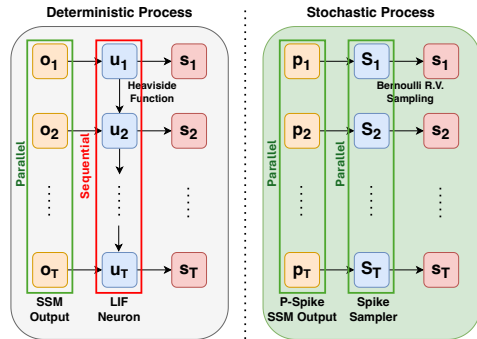 Deterministic Process
o1 u1 s1
Heaviside
Function
o2 u2 s2
Parallel
Sequential
oT uT sT
SSM
Output
LIF
Neuron
Stochastic Process
p1 S1 s1
Bernoulli R.V.
Sampling
p2 S2 s2
Parallel
Parallel
pT ST sT
P-Spike
SSM Output
Spike
Sampler